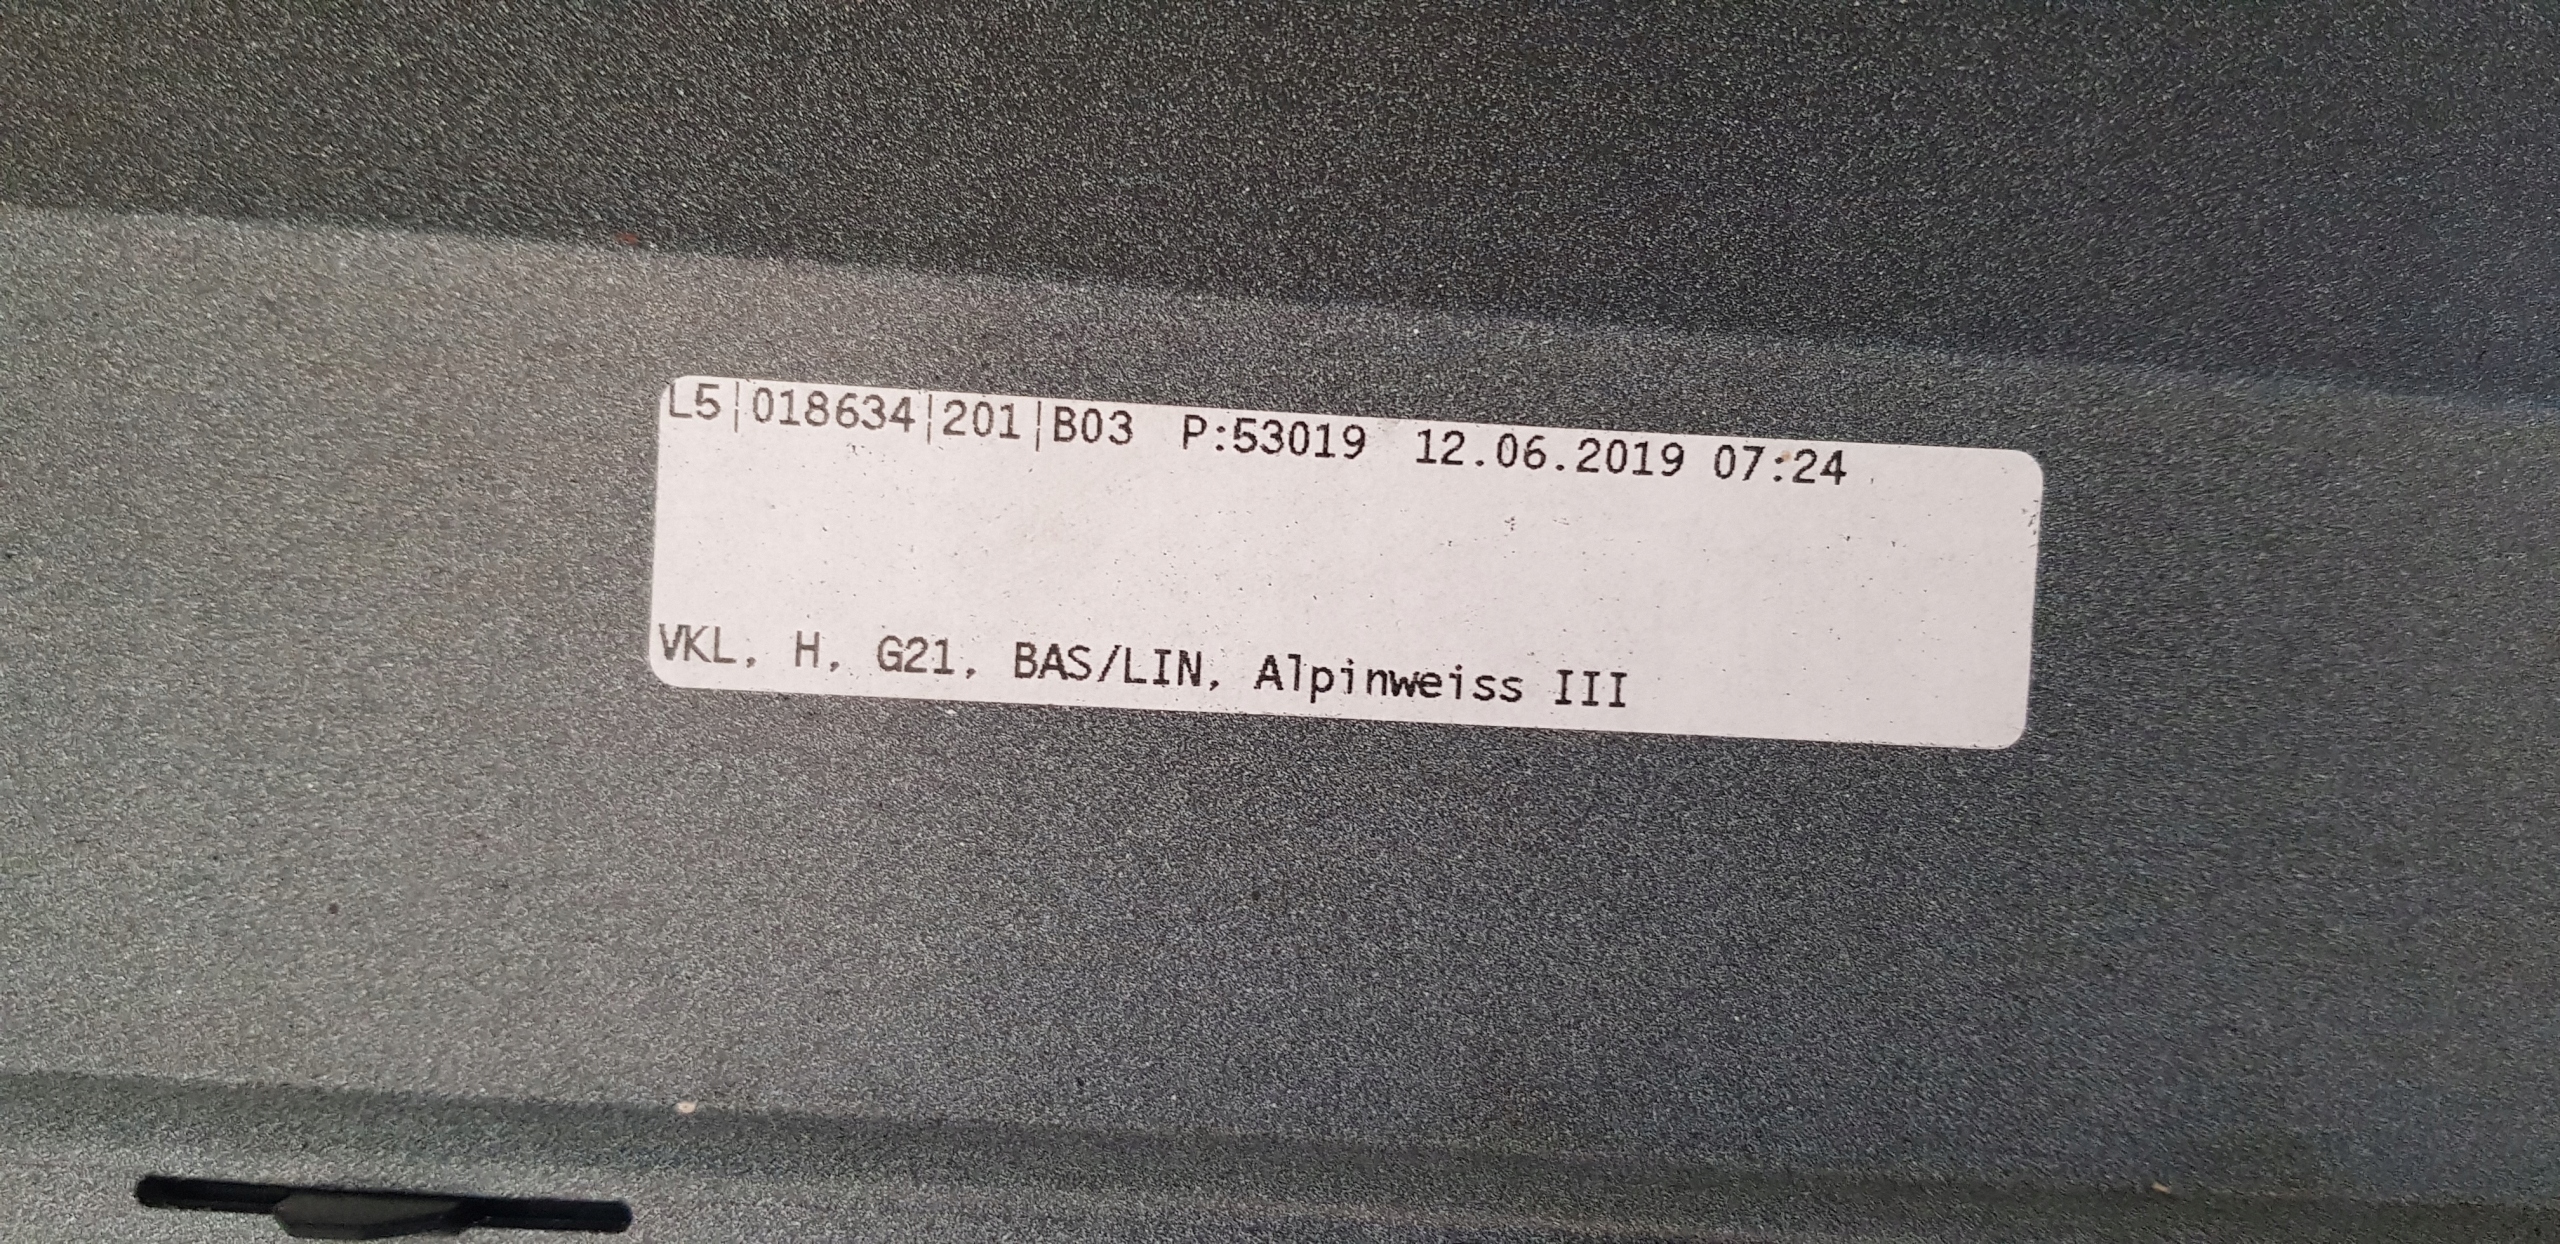 L5|018634|201|B03 P:53019 12.06.2019 07:24
VKL, H, G21, BAS/LIN, Alpinweiss III